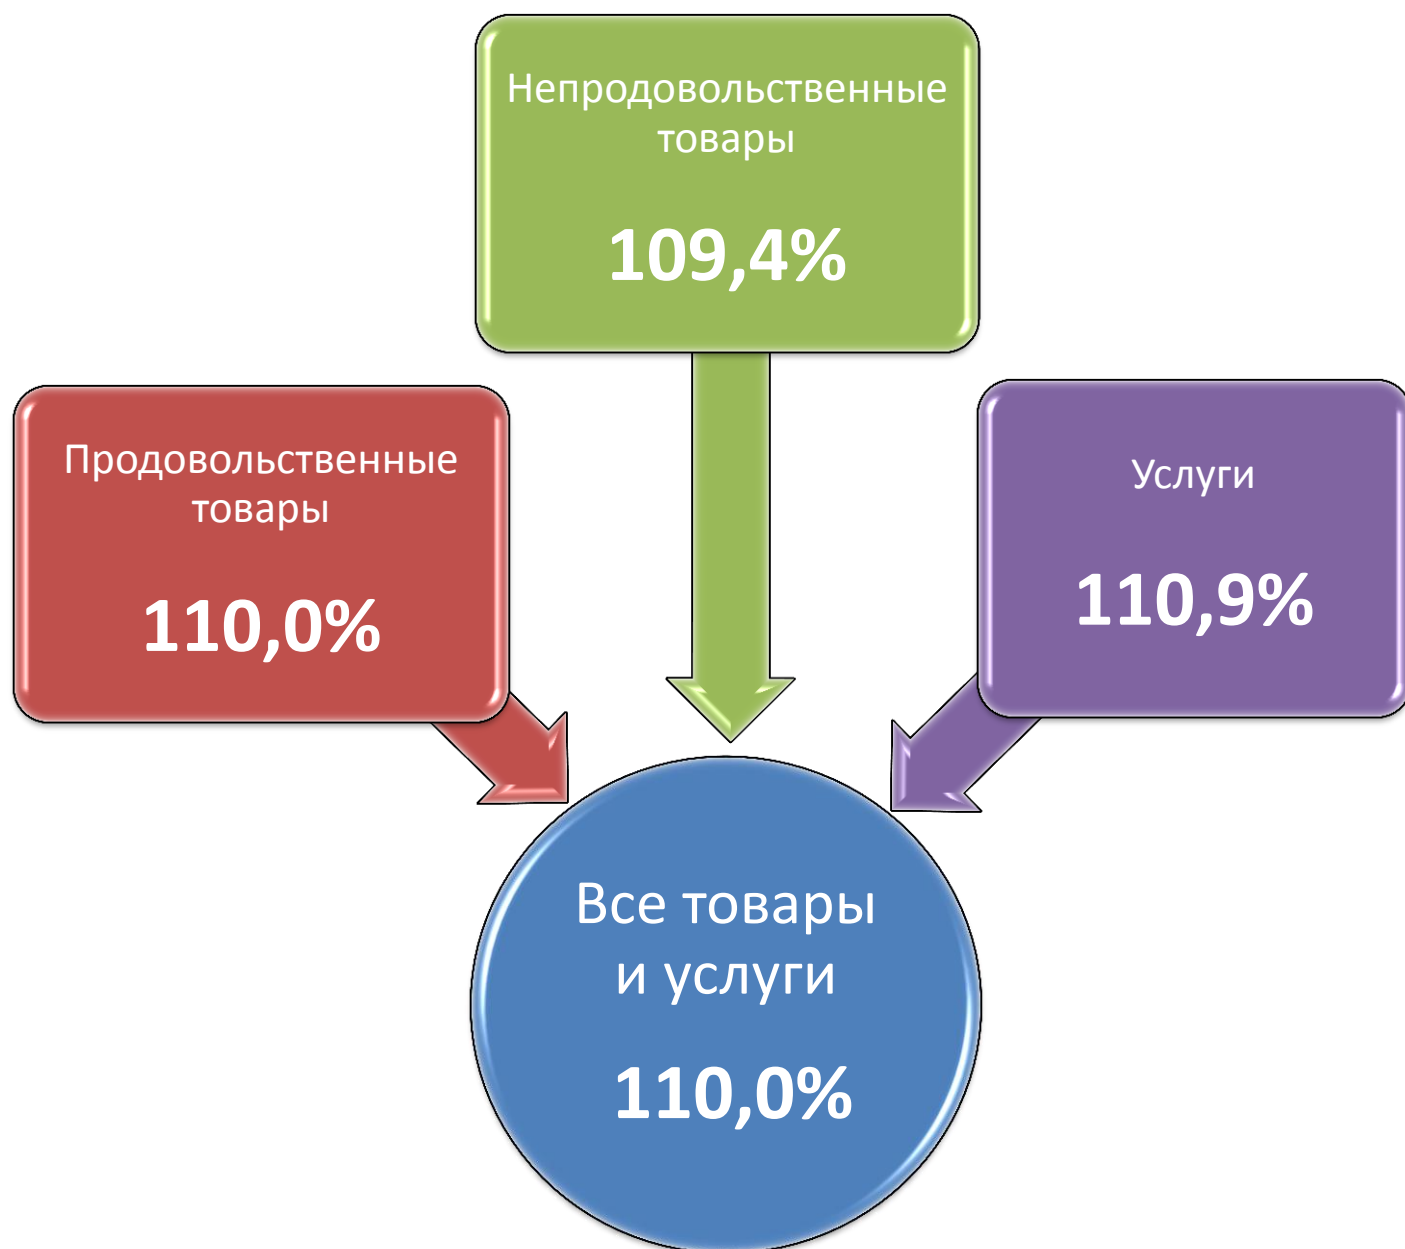 Непродовольственные
товары
109,4%
Продовольственные
товары
110,0%
Услуги
110,9%
Все товары
и услуги
110,0%